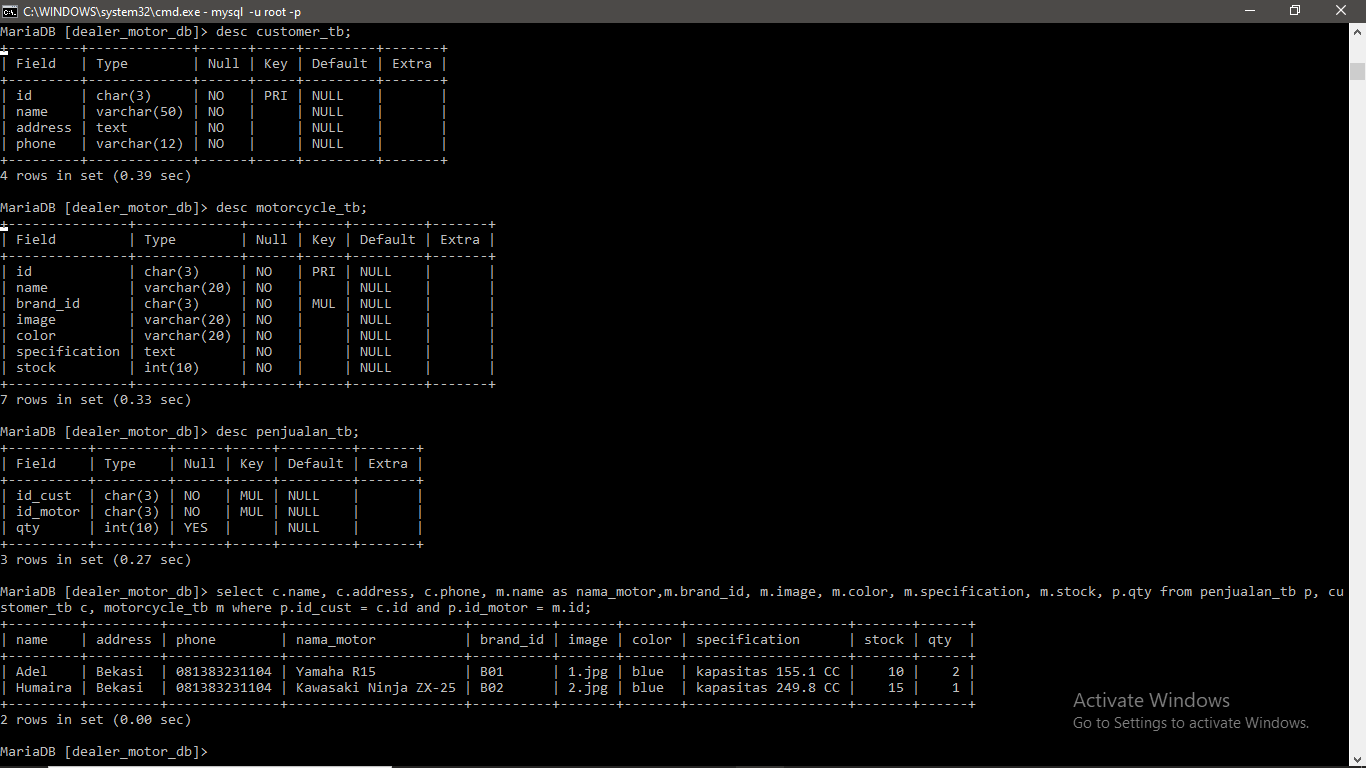 C:\WINDOWS\system32\cmd.exe - mysql  -u root -p
MariaDB [dealer_motor_db]> desc customer_tb;
+---------+-------------+------+-----+---------+-------+
| Field   | Type        | Null | Key | Default | Extra |
+---------+-------------+------+-----+---------+-------+
| id      | char(3)     | NO   | PRI | NULL    |       |
| name    | varchar(50) | NO   |     | NULL    |       |
| address | text        | NO   |     | NULL    |       |
| phone   | varchar(12) | NO   |     | NULL    |       |
+---------+-------------+------+-----+---------+-------+
4 rows in set (0.39 sec)
MariaDB [dealer_motor_db]> desc motorcycle_tb;
+---------------+-------------+------+-----+---------+-------+
| Field         | Type        | Null | Key | Default | Extra |
+---------------+-------------+------+-----+---------+-------+
| id            | char(3)     | NO   | PRI | NULL    |       |
| name          | varchar(20) | NO   |     | NULL    |       |
| brand_id      | char(3)     | NO   | MUL | NULL    |       |
| image         | varchar(20) | NO   |     | NULL    |       |
| color         | varchar(20) | NO   |     | NULL    |       |
| specification | text        | NO   |     | NULL    |       |
| stock         | int(10)     | NO   |     | NULL    |       |
+---------------+-------------+------+-----+---------+-------+
7 rows in set (0.33 sec)
MariaDB [dealer_motor_db]> desc penjualan_tb;
+----------+---------+------+-----+---------+-------+
| Field    | Type    | Null | Key | Default | Extra |
+----------+---------+------+-----+---------+-------+
| id_cust  | char(3) | NO   | MUL | NULL    |       |
| id_motor | char(3) | NO   | MUL | NULL    |       |
| qty      | int(10) | YES  |     | NULL    |       |
+----------+---------+------+-----+---------+-------+
3 rows in set (0.27 sec)
MariaDB [dealer_motor_db]> select c.name, c.address, c.phone, m.name as nama_motor,m.brand_id, m.image, m.color, m.specification, m.stock, p.qty from penjualan_tb p, cu
stomer_tb c, motorcycle_tb m where p.id_cust = c.id and p.id_motor = m.id;
+---------+---------+--------------+----------------------+----------+-------+-------+--------------------+-------+------+
| name    | address | phone        | nama_motor           | brand_id | image | color | specification      | stock | qty  |
+---------+---------+--------------+----------------------+----------+-------+-------+--------------------+-------+------+
| Adel    | Bekasi  | 081383231104 | Yamaha R15           | B01      | 1.jpg | blue  | kapasitas 155.1 CC |    10 |    2 |
| Humaira | Bekasi  | 081383231104 | Kawasaki Ninja ZX-25 | B02      | 2.jpg | blue  | kapasitas 249.8 CC |    15 |    1 |
+---------+---------+--------------+----------------------+----------+-------+-------+--------------------+-------+------+
2 rows in set (0.00 sec)
MariaDB [dealer_motor_db]>
Activate Windows
Go to Settings to activate Windows.